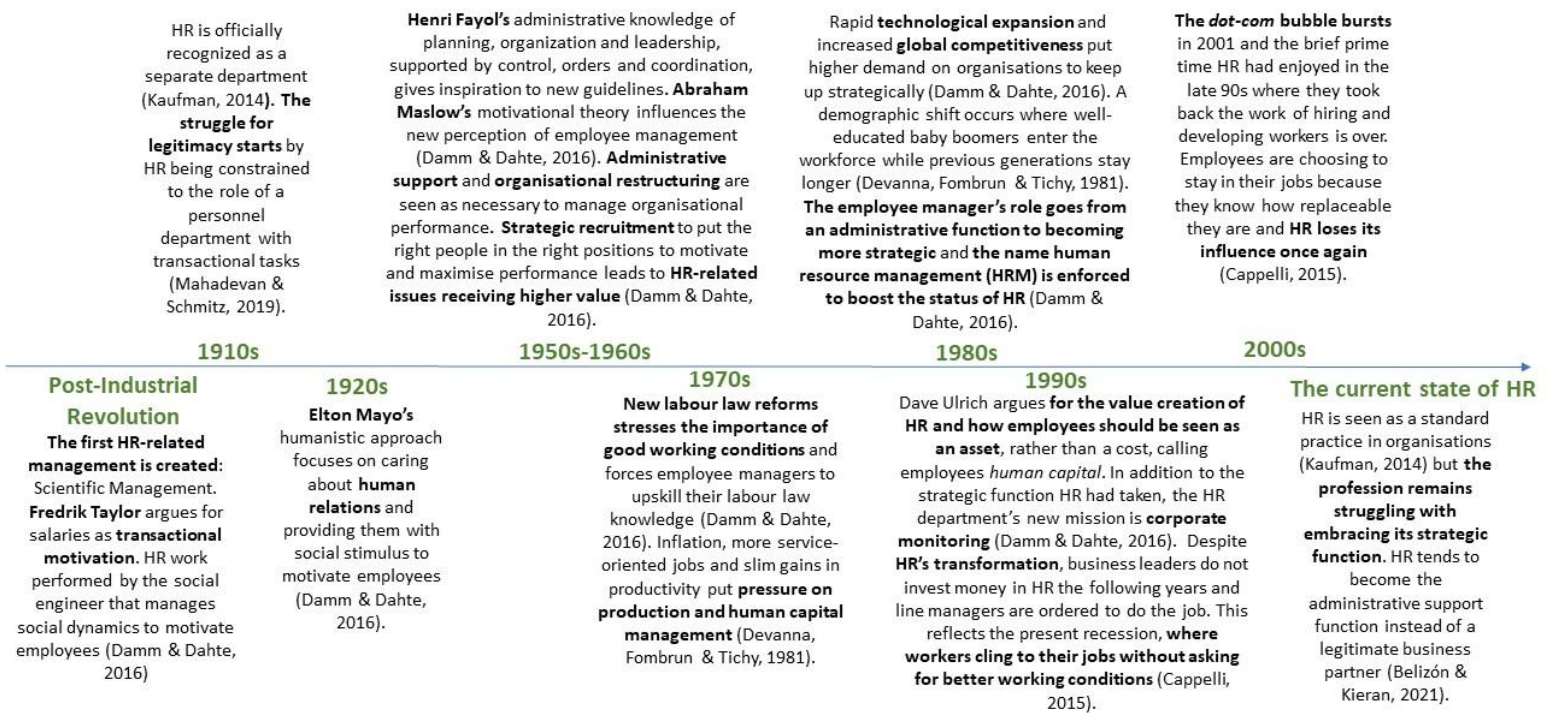 HR is officially
recognized as a
separate department
(Kaufman, 2014). The
struggle for
legitimacy starts by
HR being constrained
to the role of a
personnel
department with
transactional tasks
(Mahadevan &
Schmitz, 2019).
1910s
Henri Fayol's administrative knowledge of
planning, organization and leadership,
supported by control, orders and coordination,
gives inspiration to new guidelines. Abraham
Maslow's motivational theory influences the
new perception of employee management
(Damm & Dahte, 2016). Administrative
support and organisational restructuring are
seen as necessary to manage organisational
performance. Strategic recruitment to put the
right people in the right positions to motivate
and maximise performance leads to HR-related
issues receiving higher value (Damm & Dahte,
2016).
1950s-1960s
Rapid technological expansion and
increased global competitiveness put
higher demand on organisations to keep
up strategically (Damm & Dahte, 2016). A
demographic shift occurs where well-
educated baby boomers enter the
workforce while previous generations stay
longer (Devanna, Fombrun & Tichy, 1981).
The employee manager's role goes from
an administrative function to becoming
more strategic and the name human
resource management (HRM) is enforced
to boost the status of HR (Damm &
Dahte, 2016).
1980s
The dot-com bubble bursts
in 2001 and the brief prime
time HR had enjoyed in the
late 90s where they took
back the work of hiring and
developing workers is over.
Employees are choosing to
stay in their jobs because
they know how replaceable
they are and HR loses its
influence once again
(Cappelli, 2015).
2000s
Post-Industrial
Revolution
The first HR-related
management is created:
Scientific Management.
Fredrik Taylor argues for
salaries as transactional
motivation. HR work
performed by the social
engineer that manages
social dynamics to motivate
employees (Damm & Dahte,
2016)
1920s
Elton Mayo's
humanistic approach
focuses on caring
about human
relations and
providing them with
social stimulus to
motivate employees
(Damm & Dahte,
2016).
1970s
New labour law reforms
stresses the importance of
good working conditions and
forces employee managers to
upskill their labour law
knowledge (Damm & Dahte,
2016). Inflation, more service-
oriented jobs and slim gains in
productivity put pressure on
production and human capital
management (Devanna,
Fombrun & Tichy, 1981).
1990s
Dave Ulrich argues for the value creation of
HR and how employees should be seen as
an asset, rather than a cost, calling
employees human capital. In addition to the
strategic function HR had taken, the HR
department's new mission is corporate
monitoring (Damm & Dahte, 2016). Despite
HR's transformation, business leaders do not
invest money in HR the following years and
line managers are ordered to do the job. This
reflects the present recession, where
workers cling to their jobs without asking
for better working conditions (Cappelli,
2015).
The current state of HR
HR is seen as a standard
practice in organisations
(Kaufman, 2014) but the
profession remains
struggling with
embracing its strategic
function. HR tends to
become the
administrative support
function instead of a
legitimate business
partner (Belizón &
Kieran, 2021).